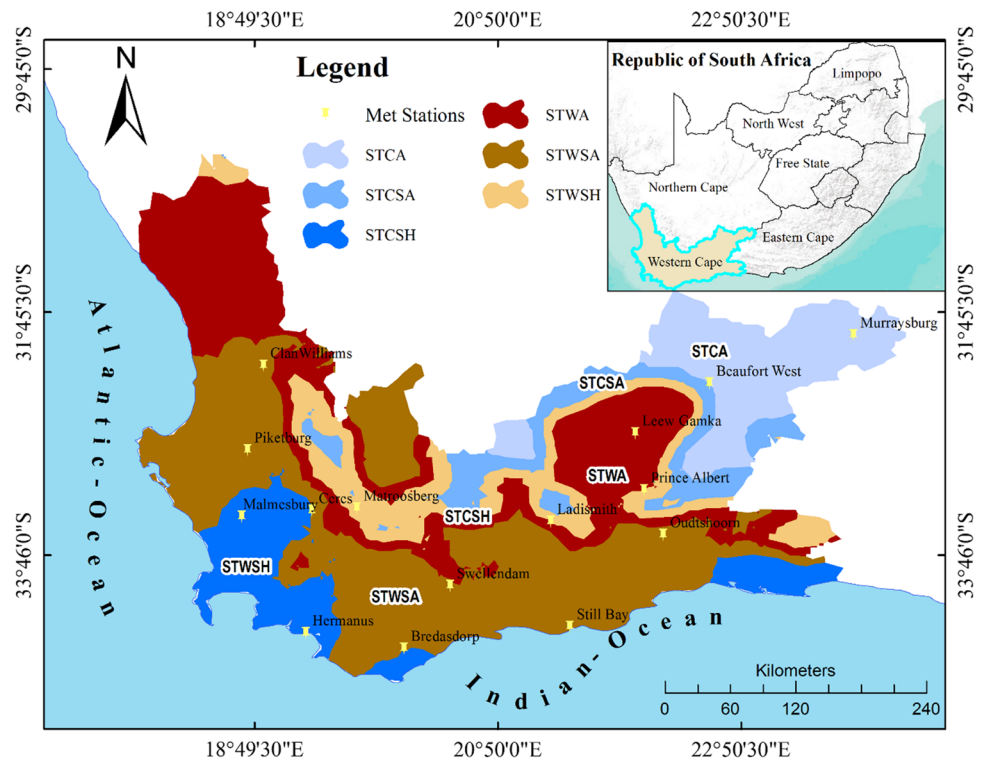 18°49'30"E
20°50'0"E
22°50'30"E
29°45'0"S
29°45'0"S
N
Legend
Met Stations
STCA
STCSA
STCSH
STWA
STWSA
STWSH
Republic of South Africa
Limpopo
North West
Free State
Northern Cape
Eastern Cape
Western Cape
31°45'30"S
31°45'30"S
Atlantic-Ocean
Murraysburg
STCA
Beaufort West
ClanWilliams
STCSA
Leew Gamka
Piketburg
STWA
Prince Albert
Malmesbury
Ceres
Matroosberg
STCSH
Ladismith
Oudtshoorn
33°46'0"S
33°46'0"S
STWSH
Swellendam
STWSA
Hermanus
Still Bay
Bredasdorp
Indian-Ocean
Kilometers
0 60 120 240
18°49'30"E
20°50'0"E
22°50'30"E